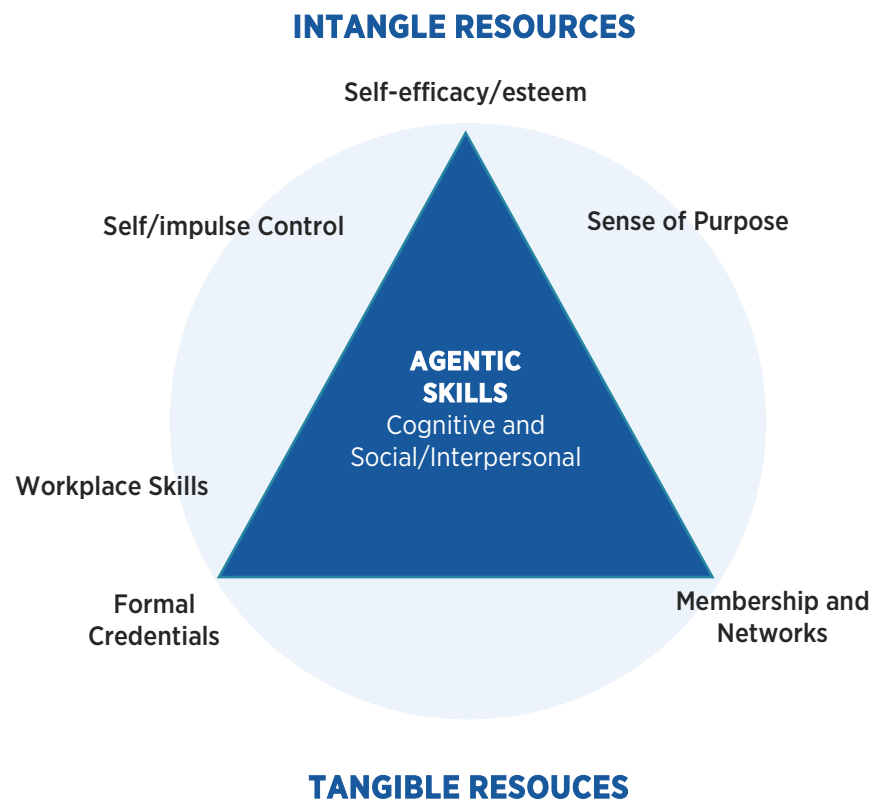 INTANGLE RESOURCES
Self-efficacy/esteem
Self/impulse Control
Sense of Purpose
AGENTIC
SKILLS
Cognitive and
Social/Interpersonal
Workplace Skills
Formal
Credentials
Membership and
Networks
TANGIBLE RESOUCES